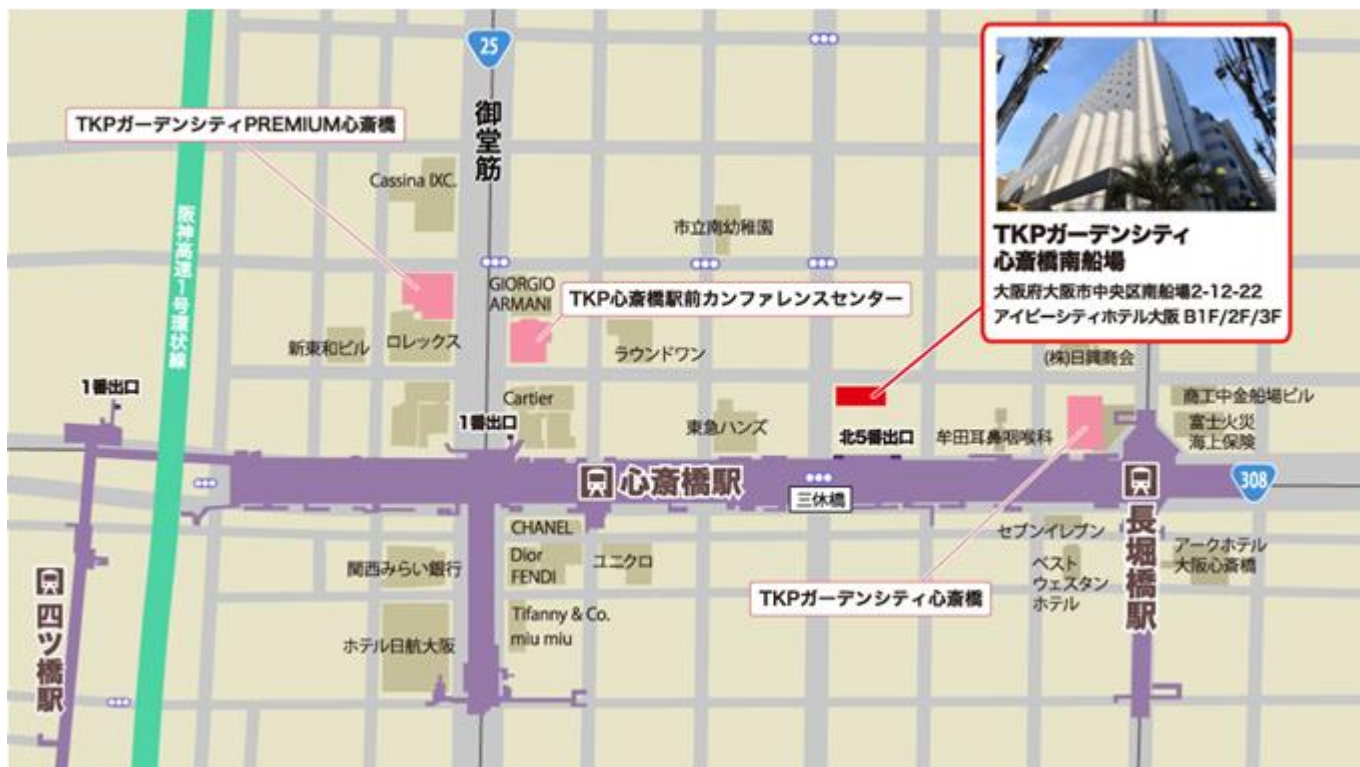 25
御堂筋
TKPガーデンシティPREMIUM心斎橋
Cassina IXC.
阪神高速1号環状線
市立南幼稚園
TKPガーデンシティ
心斎橋南船場
大阪府大阪市中央区南船場2-12-22
アイビーシティホテル大阪 B1F/2F/3F
GIORGIO
ARMANI
TKP心斎橋駅前カンファレンスセンター
新東和ビル
ロレックス
ラウンドワン
(株)日興商会
1番出口
Cartier
1番出口
東急ハンズ
北5番出口
牟田耳鼻咽喉科
商工中金船場ビル
富士火災
海上保険
心斎橋駅
三休橋
308
長堀橋駅
四ツ橋駅
CHANEL
Dior
FENDI
ユニクロ
関西みらい銀行
セブンイレブン
ベスト
ウェスタン
ホテル
アークホテル
大阪心斎橋
TKPガーデンシティ心斎橋
Tifanny & Co.
miu miu
ホテル日航大阪